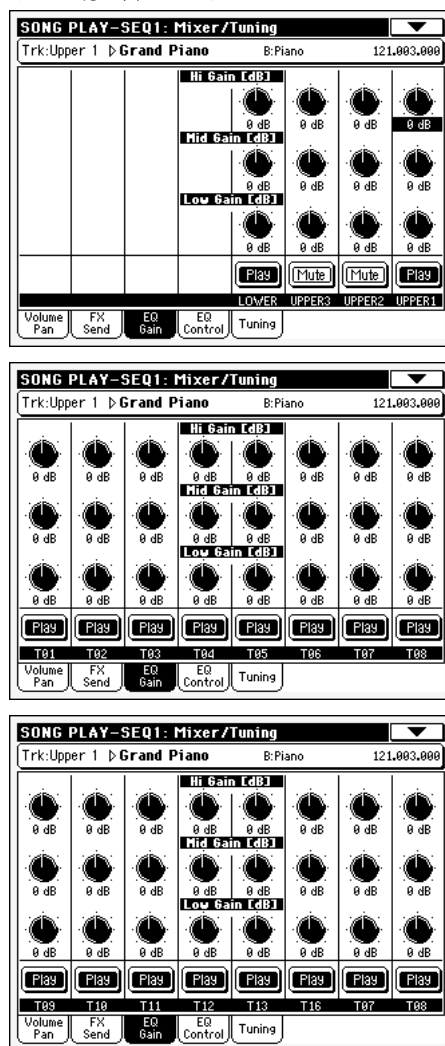 SONG PLAY-SEQ1: Mixer/Tuning
Trk:Upper 1 ▷Grand Piano B:Piano 121.003.000
Hi Gain [dB]
0 dB 0 dB 0 dB 0 dB
Mid Gain [dB]
0 dB 0 dB 0 dB 0 dB
Low Gain [dB]
0 dB 0 dB 0 dB 0 dB
Play Mute Mute Play
LOWER UPPER3 UPPER2 UPPER1
Volume Pan FX Send EQ Gain EQ Control Tuning
SONG PLAY-SEQ1: Mixer/Tuning
Trk:Upper 1 ▷Grand Piano B:Piano 121.003.000
Hi Gain [dB]
0 dB 0 dB 0 dB 0 dB 0 dB 0 dB 0 dB 0 dB
Mid Gain [dB]
0 dB 0 dB 0 dB 0 dB 0 dB 0 dB 0 dB 0 dB
Low Gain [dB]
0 dB 0 dB 0 dB 0 dB 0 dB 0 dB 0 dB 0 dB
Play Play Play Play Play Play Play Play
T01 T02 T03 T04 T05 T06 T07 T08
Volume Pan FX Send EQ Gain EQ Control Tuning
SONG PLAY-SEQ1: Mixer/Tuning
Trk:Upper 1 ▷Grand Piano B:Piano 121.003.000
Hi Gain [dB]
0 dB 0 dB 0 dB 0 dB 0 dB 0 dB 0 dB 0 dB
Mid Gain [dB]
0 dB 0 dB 0 dB 0 dB 0 dB 0 dB 0 dB 0 dB
Low Gain [dB]
0 dB 0 dB 0 dB 0 dB 0 dB 0 dB 0 dB 0 dB
Play Play Play Play Play Play Play Play
T09 T10 T11 T12 T13 T16 T07 T08
Volume Pan FX Send EQ Gain EQ Control Tuning